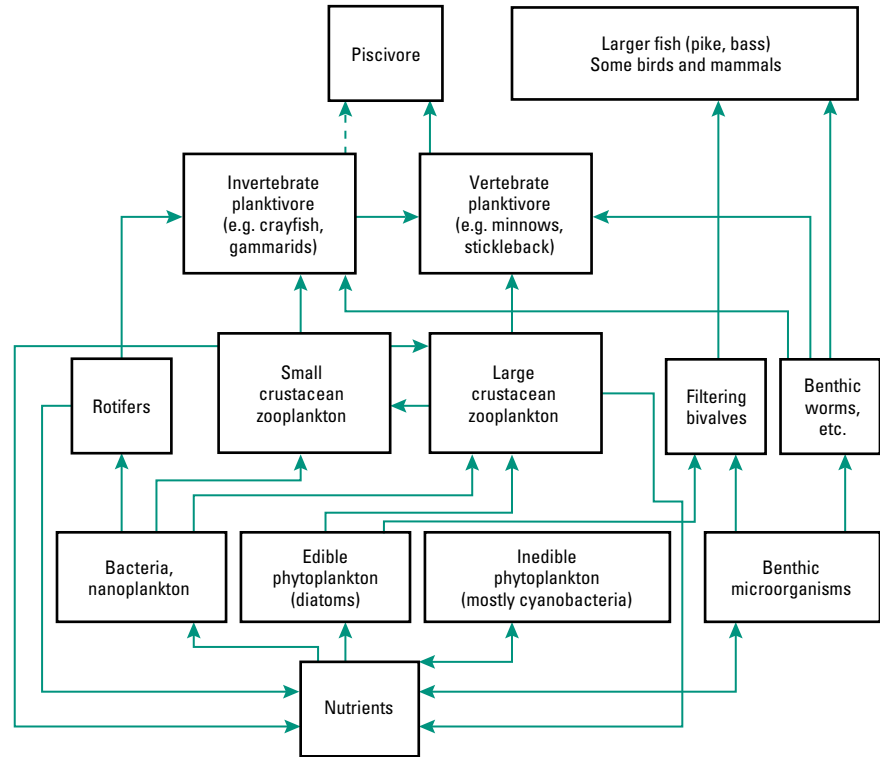 Piscivore
Larger fish (pike, bass)
Some birds and mammals
Invertebrate
planktivore
(e.g. crayfish,
gammarids)
Vertebrate
planktivore
(e.g. minnows,
stickleback)
Rotifers
Small
crustacean
zooplankton
Large
crustacean
zooplankton
Filtering
bivalves
Benthic
worms,
etc.
Bacteria,
nanoplankton
Edible
phytoplankton
(diatoms)
Inedible
phytoplankton
(mostly cyanobacteria)
Benthic
microorganisms
Nutrients